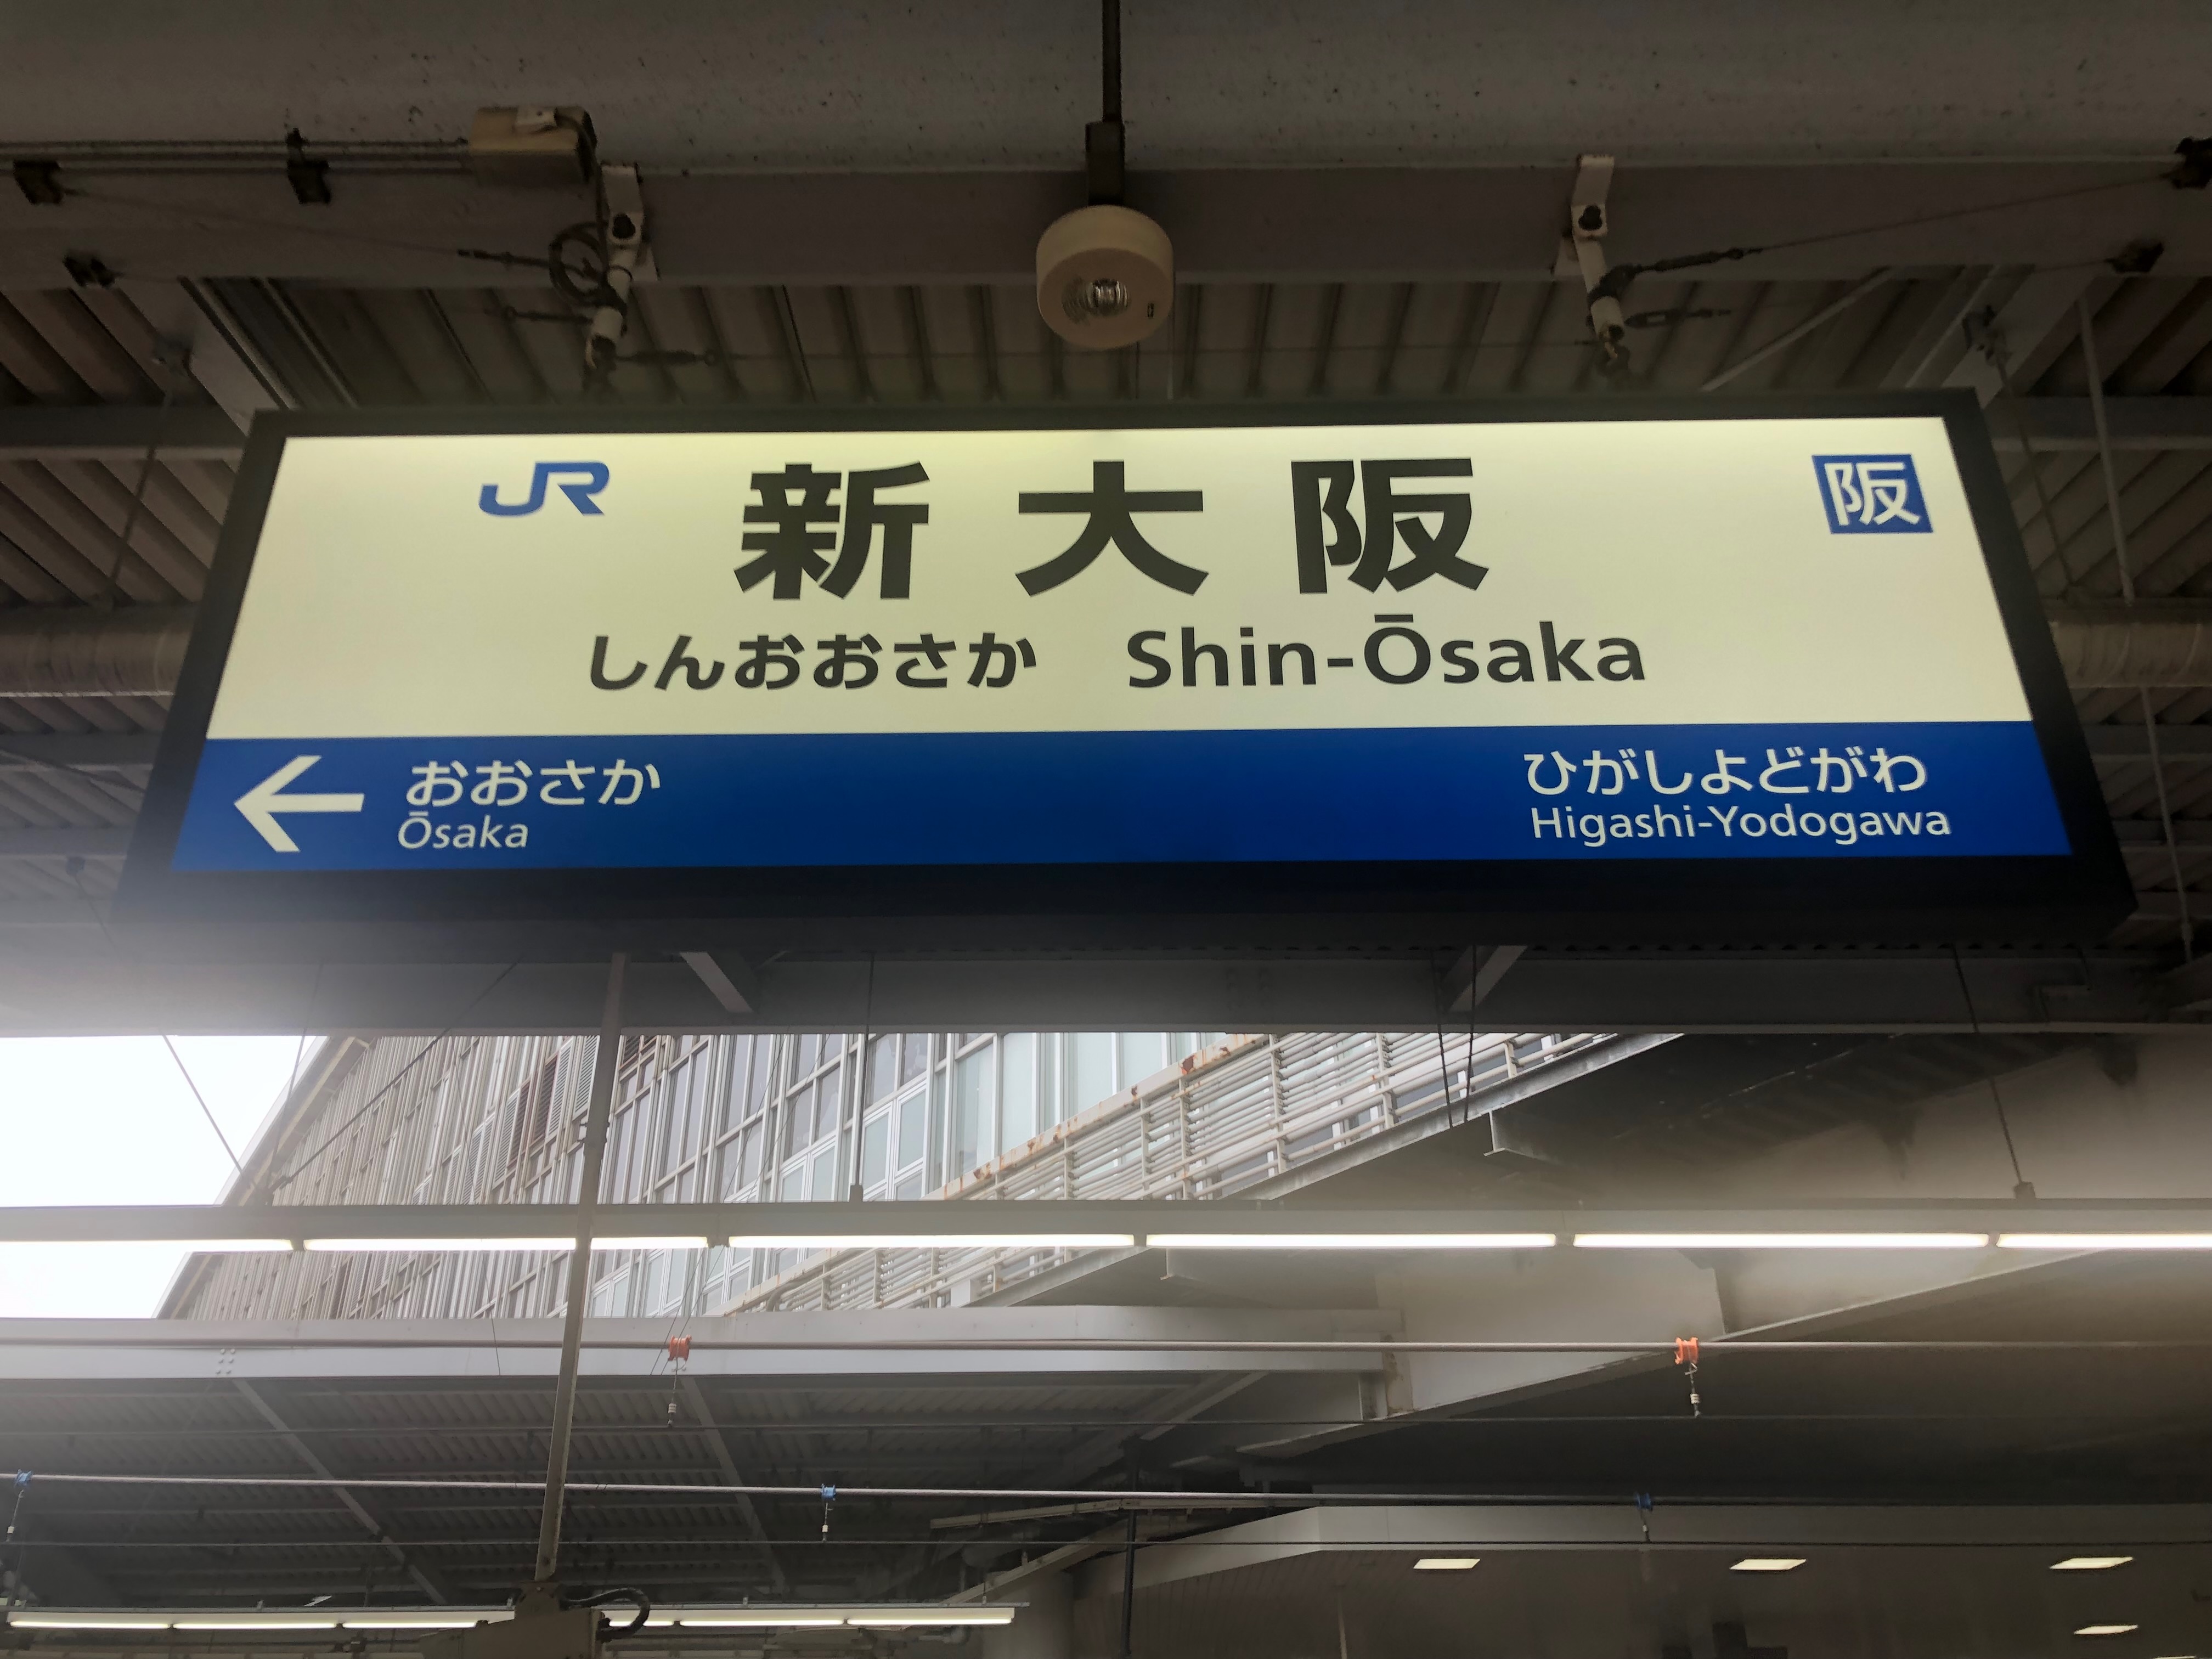 JR 新大阪 阪
しんおおさか Shin-Ōsaka
← おおさか ひがしよどがわ
Ōsaka Higashi-Yodogawa